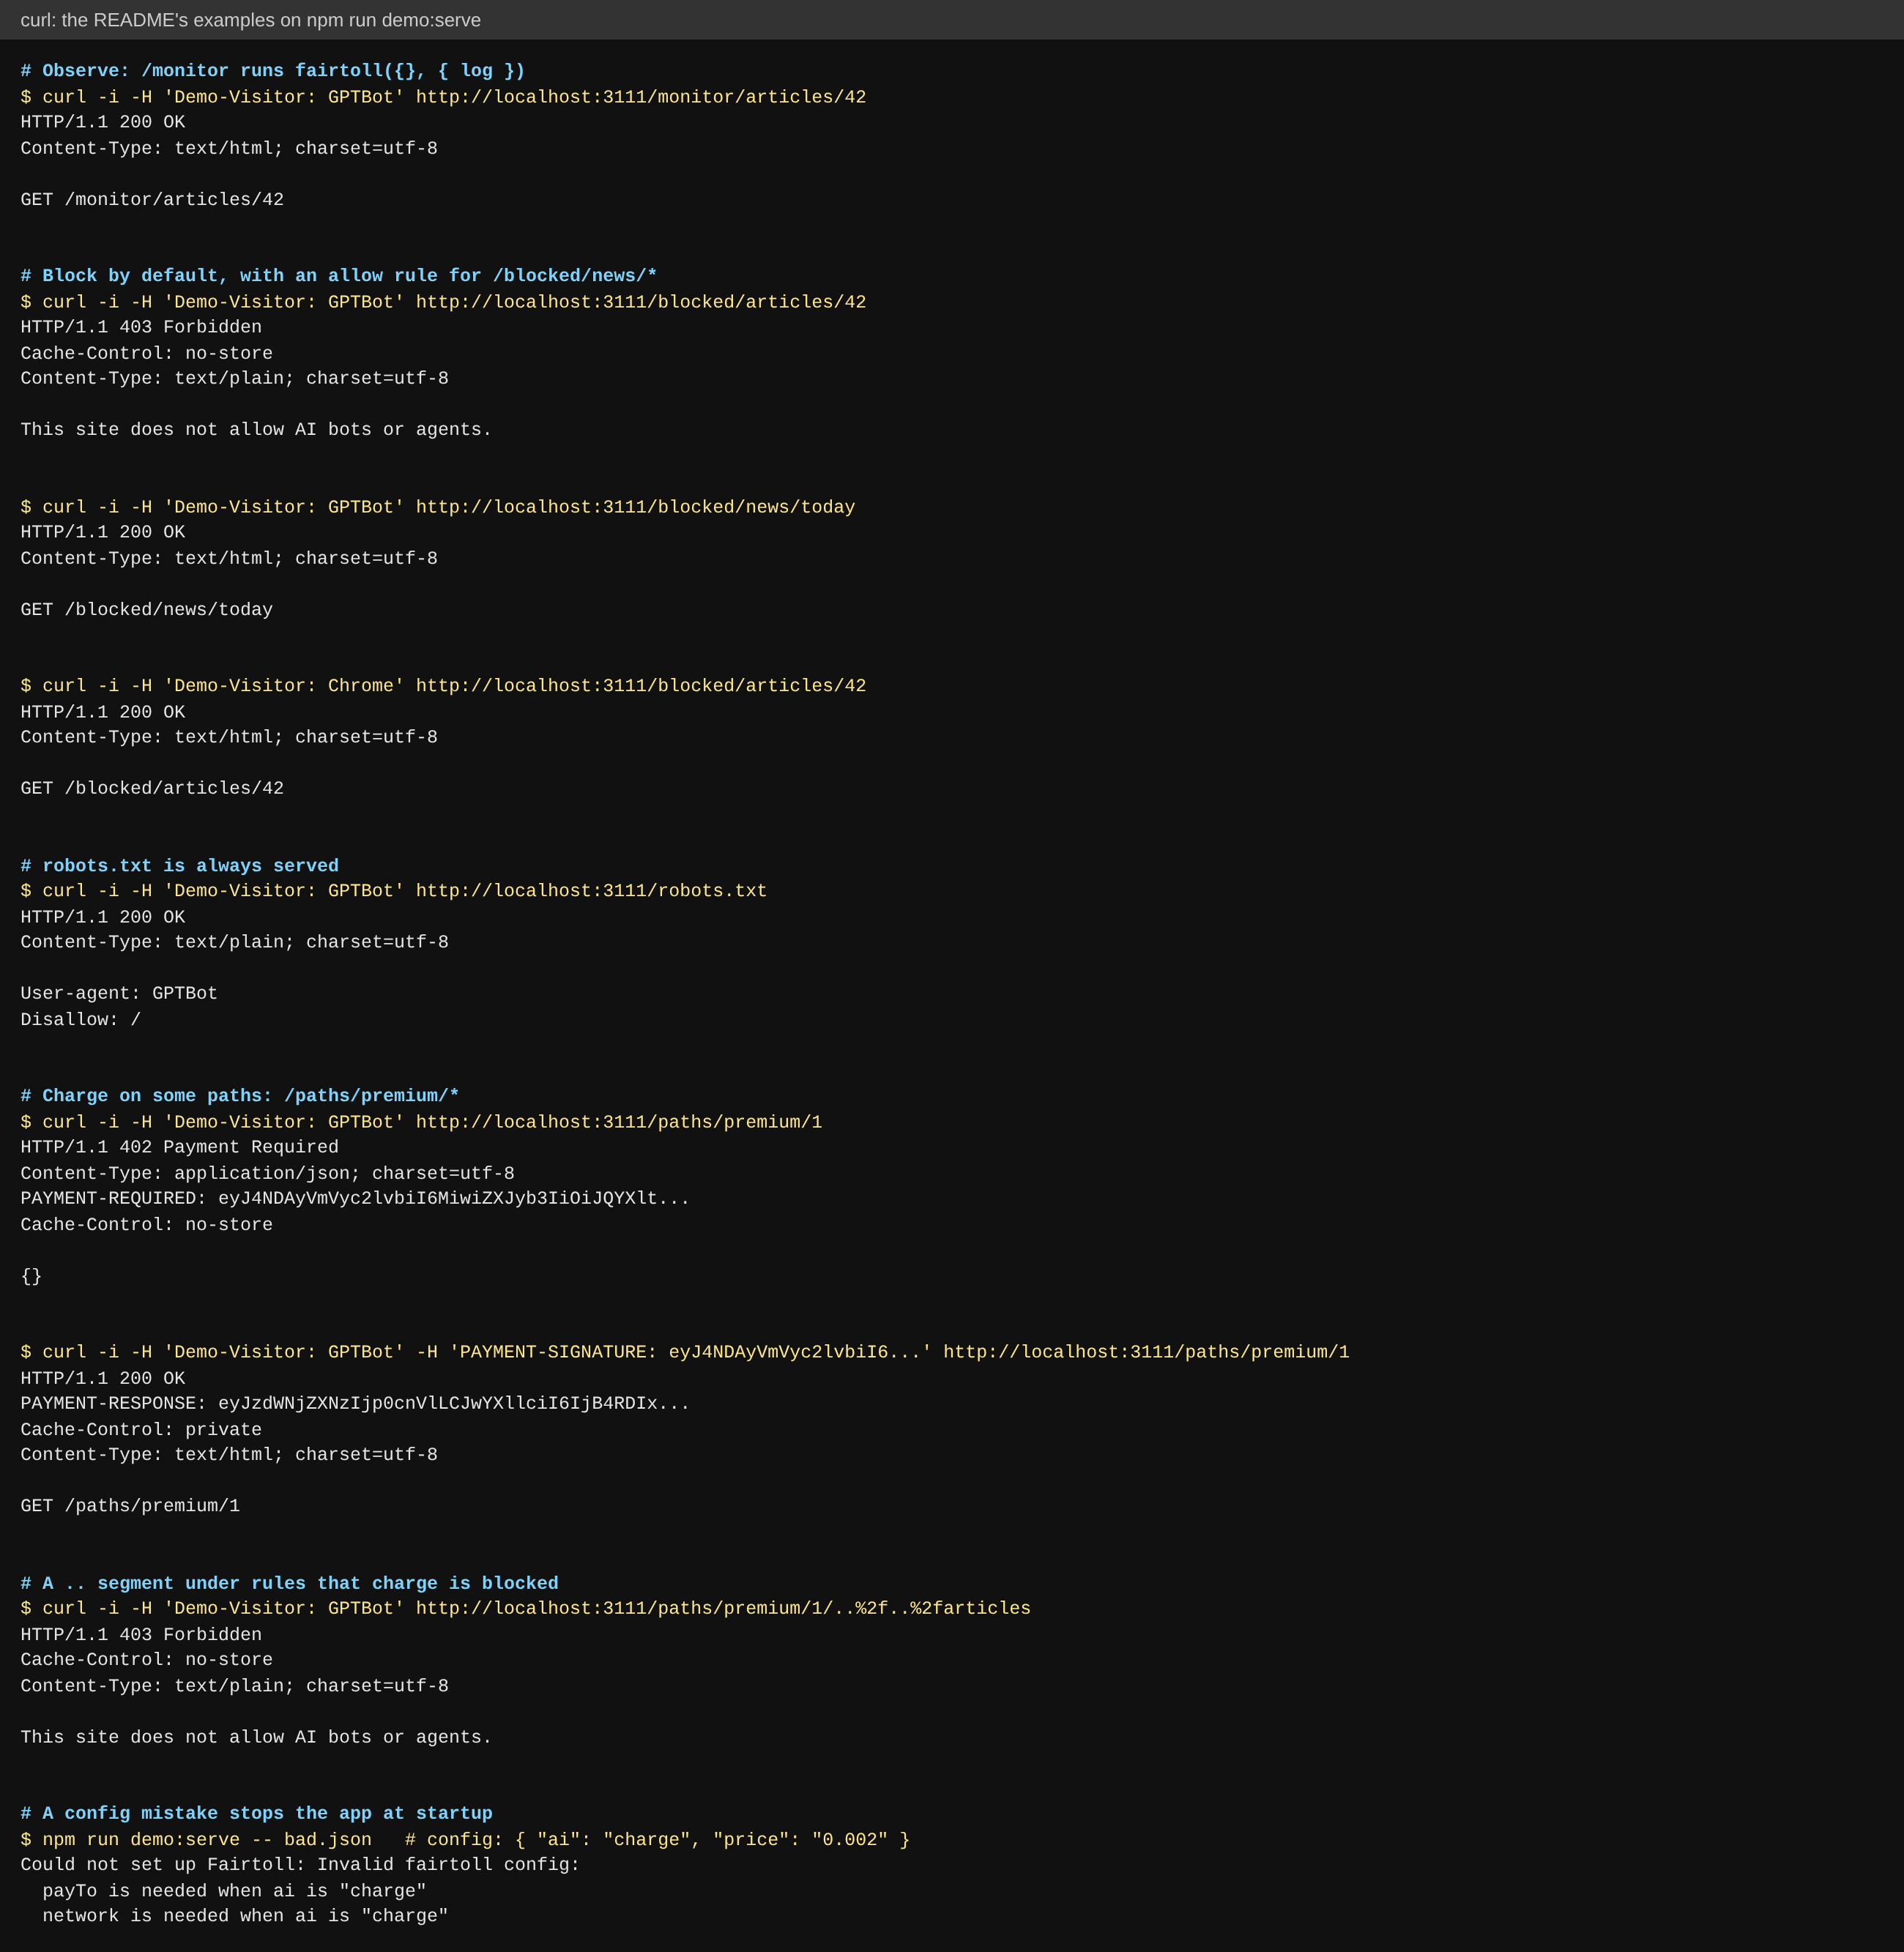 curl: the README's examples on npm run demo:serve
# Observe: /monitor runs fairtoll({}, { log })
$ curl -i -H 'Demo-Visitor: GPTBot' http://localhost:3111/monitor/articles/42
HTTP/1.1 200 OK
Content-Type: text/html; charset=utf-8
GET /monitor/articles/42
# Block by default, with an allow rule for /blocked/news/*
$ curl -i -H 'Demo-Visitor: GPTBot' http://localhost:3111/blocked/articles/42
HTTP/1.1 403 Forbidden
Cache-Control: no-store
Content-Type: text/plain; charset=utf-8
This site does not allow AI bots or agents.
$ curl -i -H 'Demo-Visitor: GPTBot' http://localhost:3111/blocked/news/today
HTTP/1.1 200 OK
Content-Type: text/html; charset=utf-8
GET /blocked/news/today
$ curl -i -H 'Demo-Visitor: Chrome' http://localhost:3111/blocked/articles/42
HTTP/1.1 200 OK
Content-Type: text/html; charset=utf-8
GET /blocked/articles/42
# robots.txt is always served
$ curl -i -H 'Demo-Visitor: GPTBot' http://localhost:3111/robots.txt
HTTP/1.1 200 OK
Content-Type: text/plain; charset=utf-8
User-agent: GPTBot
Disallow: /
# Charge on some paths: /paths/premium/*
$ curl -i -H 'Demo-Visitor: GPTBot' http://localhost:3111/paths/premium/1
HTTP/1.1 402 Payment Required
Content-Type: application/json; charset=utf-8
PAYMENT-REQUIRED: eyJ4NDAyVmVyc2lvbiI6MiwiZXJyb3IiOiJQYXlt...
Cache-Control: no-store
{}
$ curl -i -H 'Demo-Visitor: GPTBot' -H 'PAYMENT-SIGNATURE: eyJ4NDAyVmVyc2lvbiI6...' http://localhost:3111/paths/premium/1
HTTP/1.1 200 OK
PAYMENT-RESPONSE: eyJzdWNjZXNzIjp0cnVlLCJwYXllciI6IjB4RDIx...
Cache-Control: private
Content-Type: text/html; charset=utf-8
GET /paths/premium/1
# A .. segment under rules that charge is blocked
$ curl -i -H 'Demo-Visitor: GPTBot' http://localhost:3111/paths/premium/1/..%2f..%2farticles
HTTP/1.1 403 Forbidden
Cache-Control: no-store
Content-Type: text/plain; charset=utf-8
This site does not allow AI bots or agents.
# A config mistake stops the app at startup
$ npm run demo:serve -- bad.json   # config: { "ai": "charge", "price": "0.002" }
Could not set up Fairtoll: Invalid fairtoll config:
  payTo is needed when ai is "charge"
  network is needed when ai is "charge"